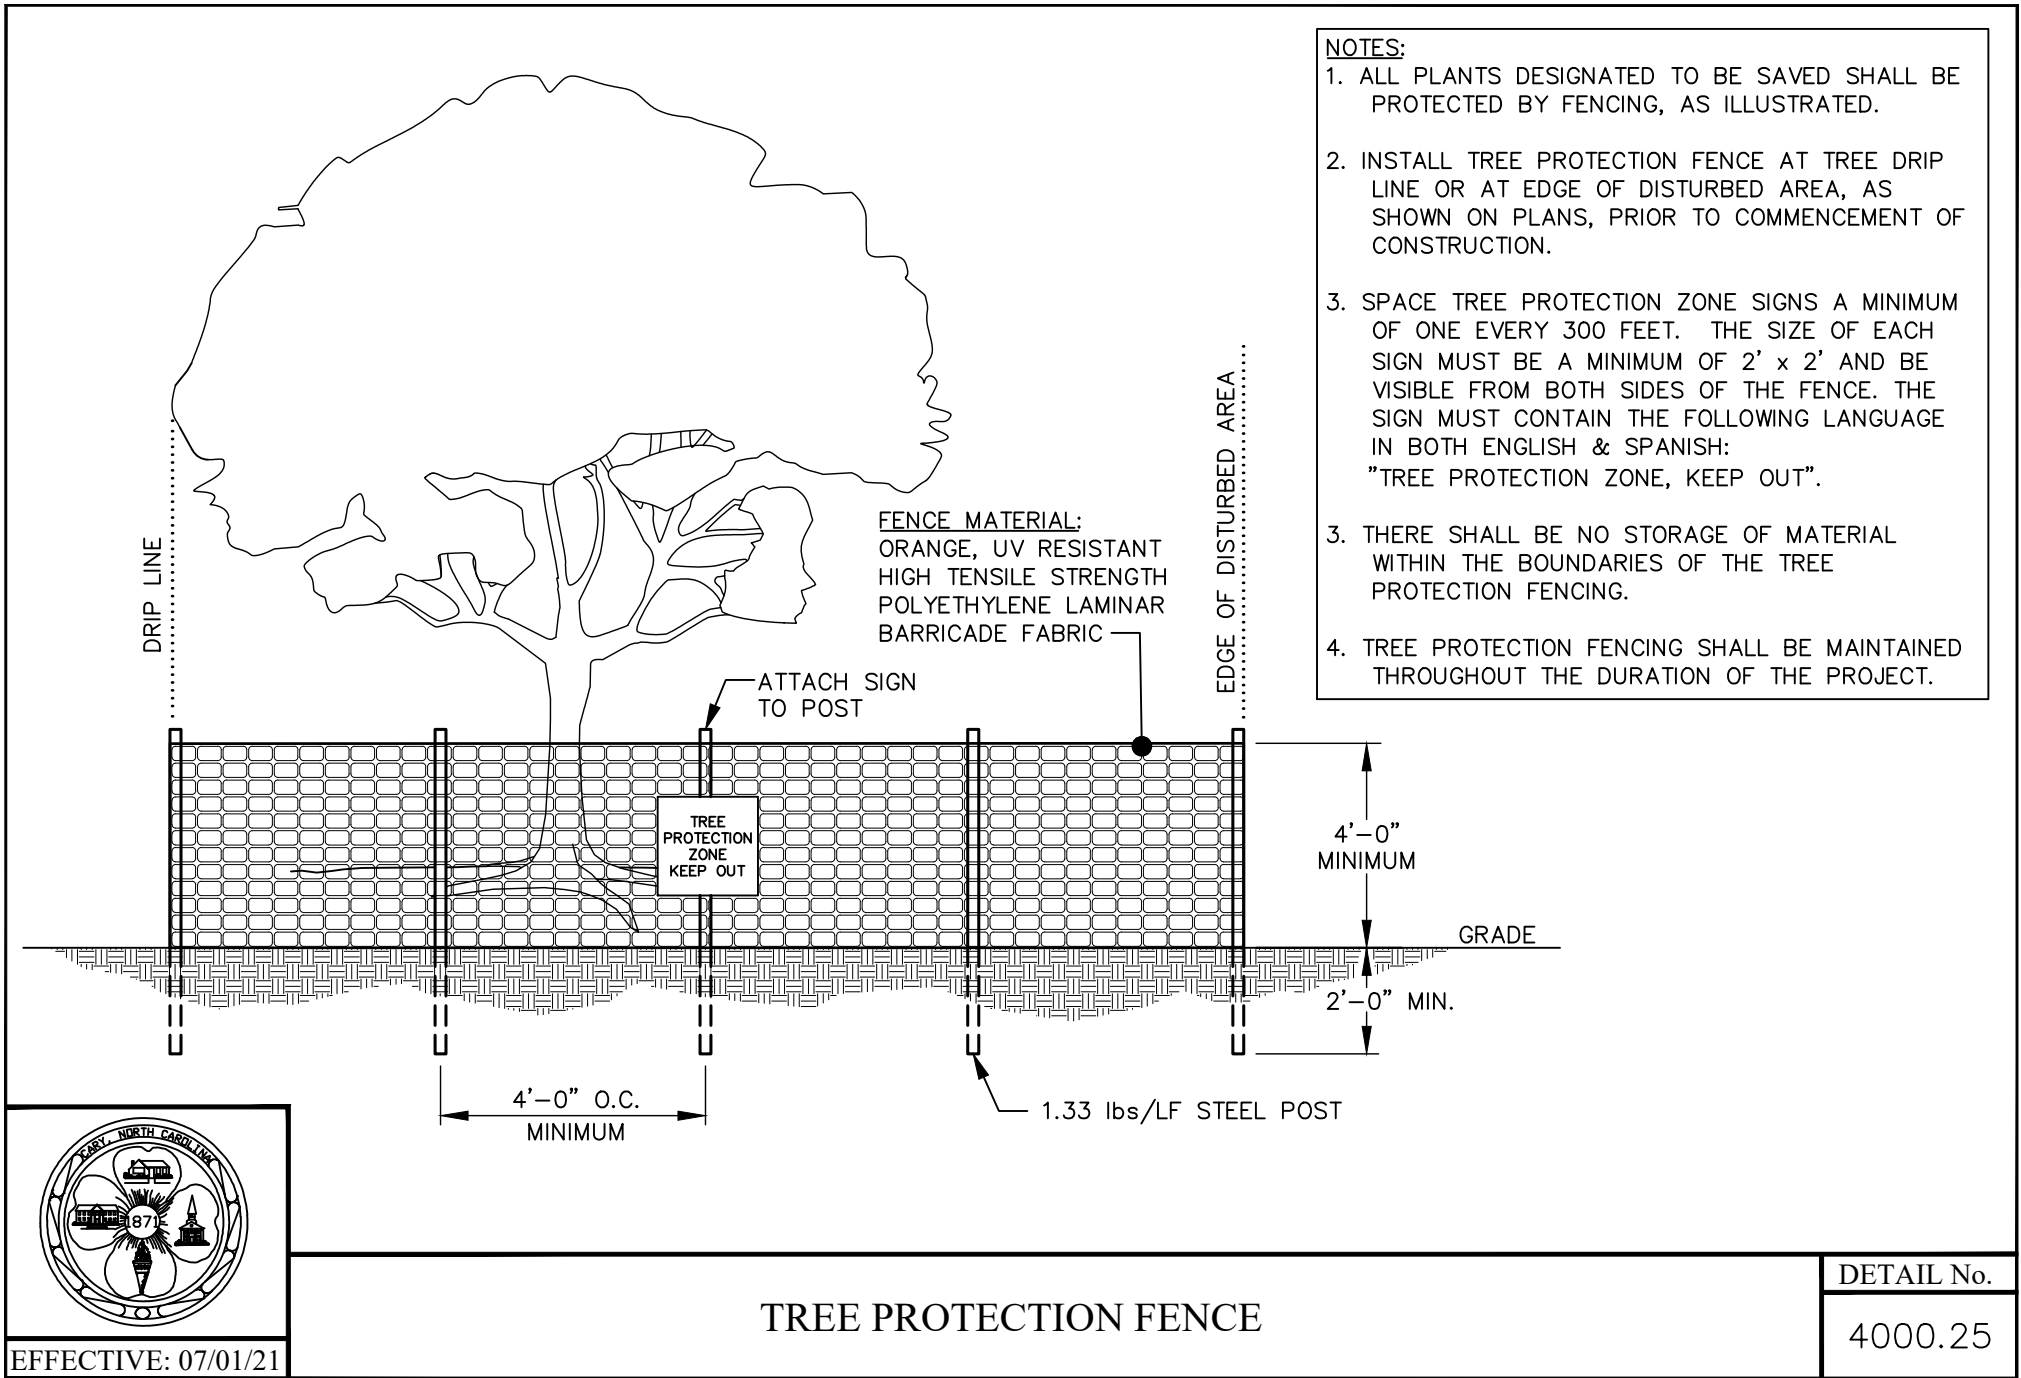 NOTES:
1. ALL PLANTS DESIGNATED TO BE SAVED SHALL BE
PROTECTED BY FENCING, AS ILLUSTRATED.
2. INSTALL TREE PROTECTION FENCE AT TREE DRIP
LINE OR AT EDGE OF DISTURBED AREA, AS
SHOWN ON PLANS, PRIOR TO COMMENCEMENT OF
CONSTRUCTION.
3. SPACE TREE PROTECTION ZONE SIGNS A MINIMUM
OF ONE EVERY 300 FEET. THE SIZE OF EACH
SIGN MUST BE A MINIMUM OF 2' x 2' AND BE
VISIBLE FROM BOTH SIDES OF THE FENCE. THE
SIGN MUST CONTAIN THE FOLLOWING LANGUAGE
IN BOTH ENGLISH & SPANISH:
"TREE PROTECTION ZONE, KEEP OUT".
3. THERE SHALL BE NO STORAGE OF MATERIAL
WITHIN THE BOUNDARIES OF THE TREE
PROTECTION FENCING.
4. TREE PROTECTION FENCING SHALL BE MAINTAINED
THROUGHOUT THE DURATION OF THE PROJECT.
DRIP LINE
EDGE OF DISTURBED AREA
FENCE MATERIAL:
ORANGE, UV RESISTANT
HIGH TENSILE STRENGTH
POLYETHYLENE LAMINAR
BARRICADE FABRIC
ATTACH SIGN
TO POST
TREE
PROTECTION
ZONE
KEEP OUT
4'-0"
MINIMUM
GRADE
2'-0" MIN.
4'-0" O.C.
MINIMUM
1.33 lbs/LF STEEL POST
CARY, NORTH CAROLINA
1871
EFFECTIVE: 07/01/21
TREE PROTECTION FENCE
DETAIL No.
4000.25